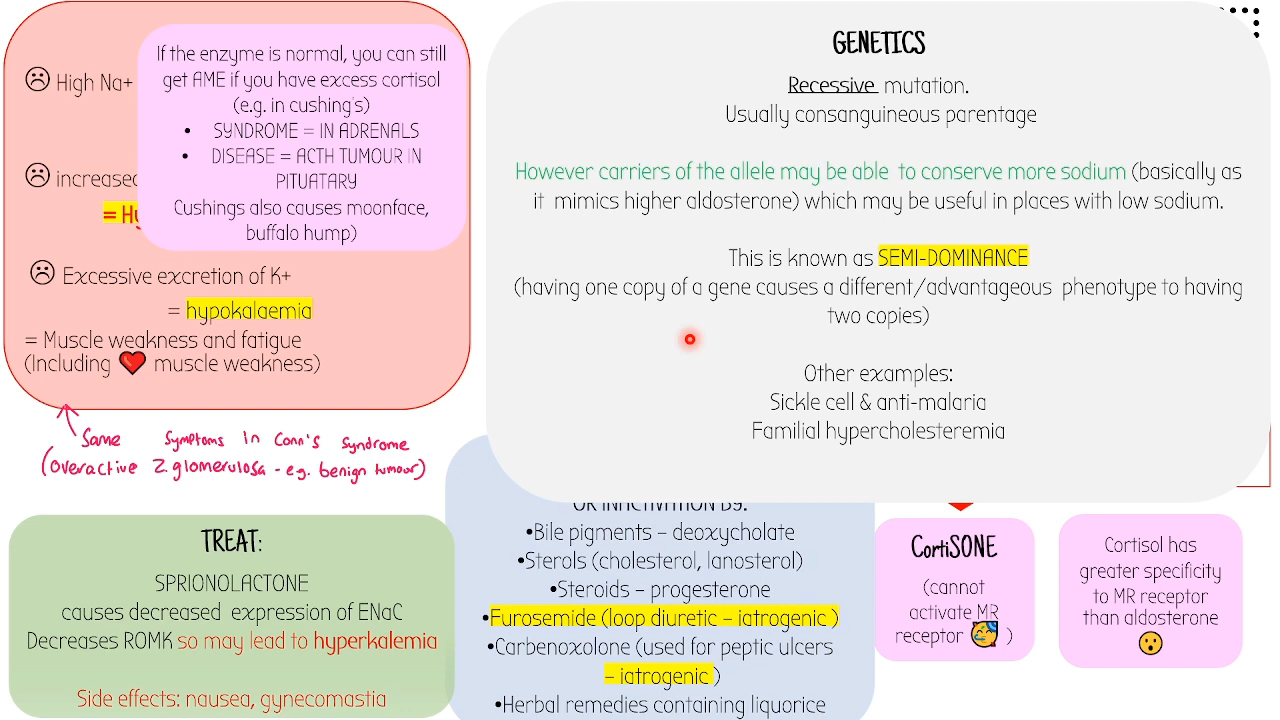 High Na+
increased
= Hy
If the enzyme is normal, you can still
get AME if you have excess cortisol
(e.g. in cushing's)
• SYNDROME = IN ADRENALS
• DISEASE = ACTH TUMOUR IN
PITUATARY
Cushings also causes moonface,
buffalo hump)
Excessive excretion of K+
= hypokalaemia
= Muscle weakness and fatigue
(Including muscle weakness)
Same symptoms in Conn's syndrome
(overactive Z.glomerulosa - e.g. benign tumour)
GENETICS
Recessive mutation.
Usually consanguineous parentage
However carriers of the allele may be able to conserve more sodium (basically as
it mimics higher aldosterone) which may be useful in places with low sodium.
This is known as SEMI-DOMINANCE
(having one copy of a gene causes a different/advantageous phenotype to having
two copies)
Other examples:
Sickle cell & anti-malaria
Familial hypercholesteremia
TREAT:
SPRIONOLACTONE
causes decreased expression of ENaC
Decreases ROMK so may lead to hyperkalemia
Side effects: nausea, gynecomastia
OR INACTIVATION BY:
•Bile pigments – deoxycholate
•Sterols (cholesterol, lanosterol)
•Steroids – progesterone
•Furosemide (loop diuretic – iatrogenic )
•Carbenoxolone (used for peptic ulcers
– iatrogenic )
•Herbal remedies containing liquorice
CortiSONE
(cannot
activate MR
receptor )
Cortisol has
greater specificity
to MR receptor
than aldosterone